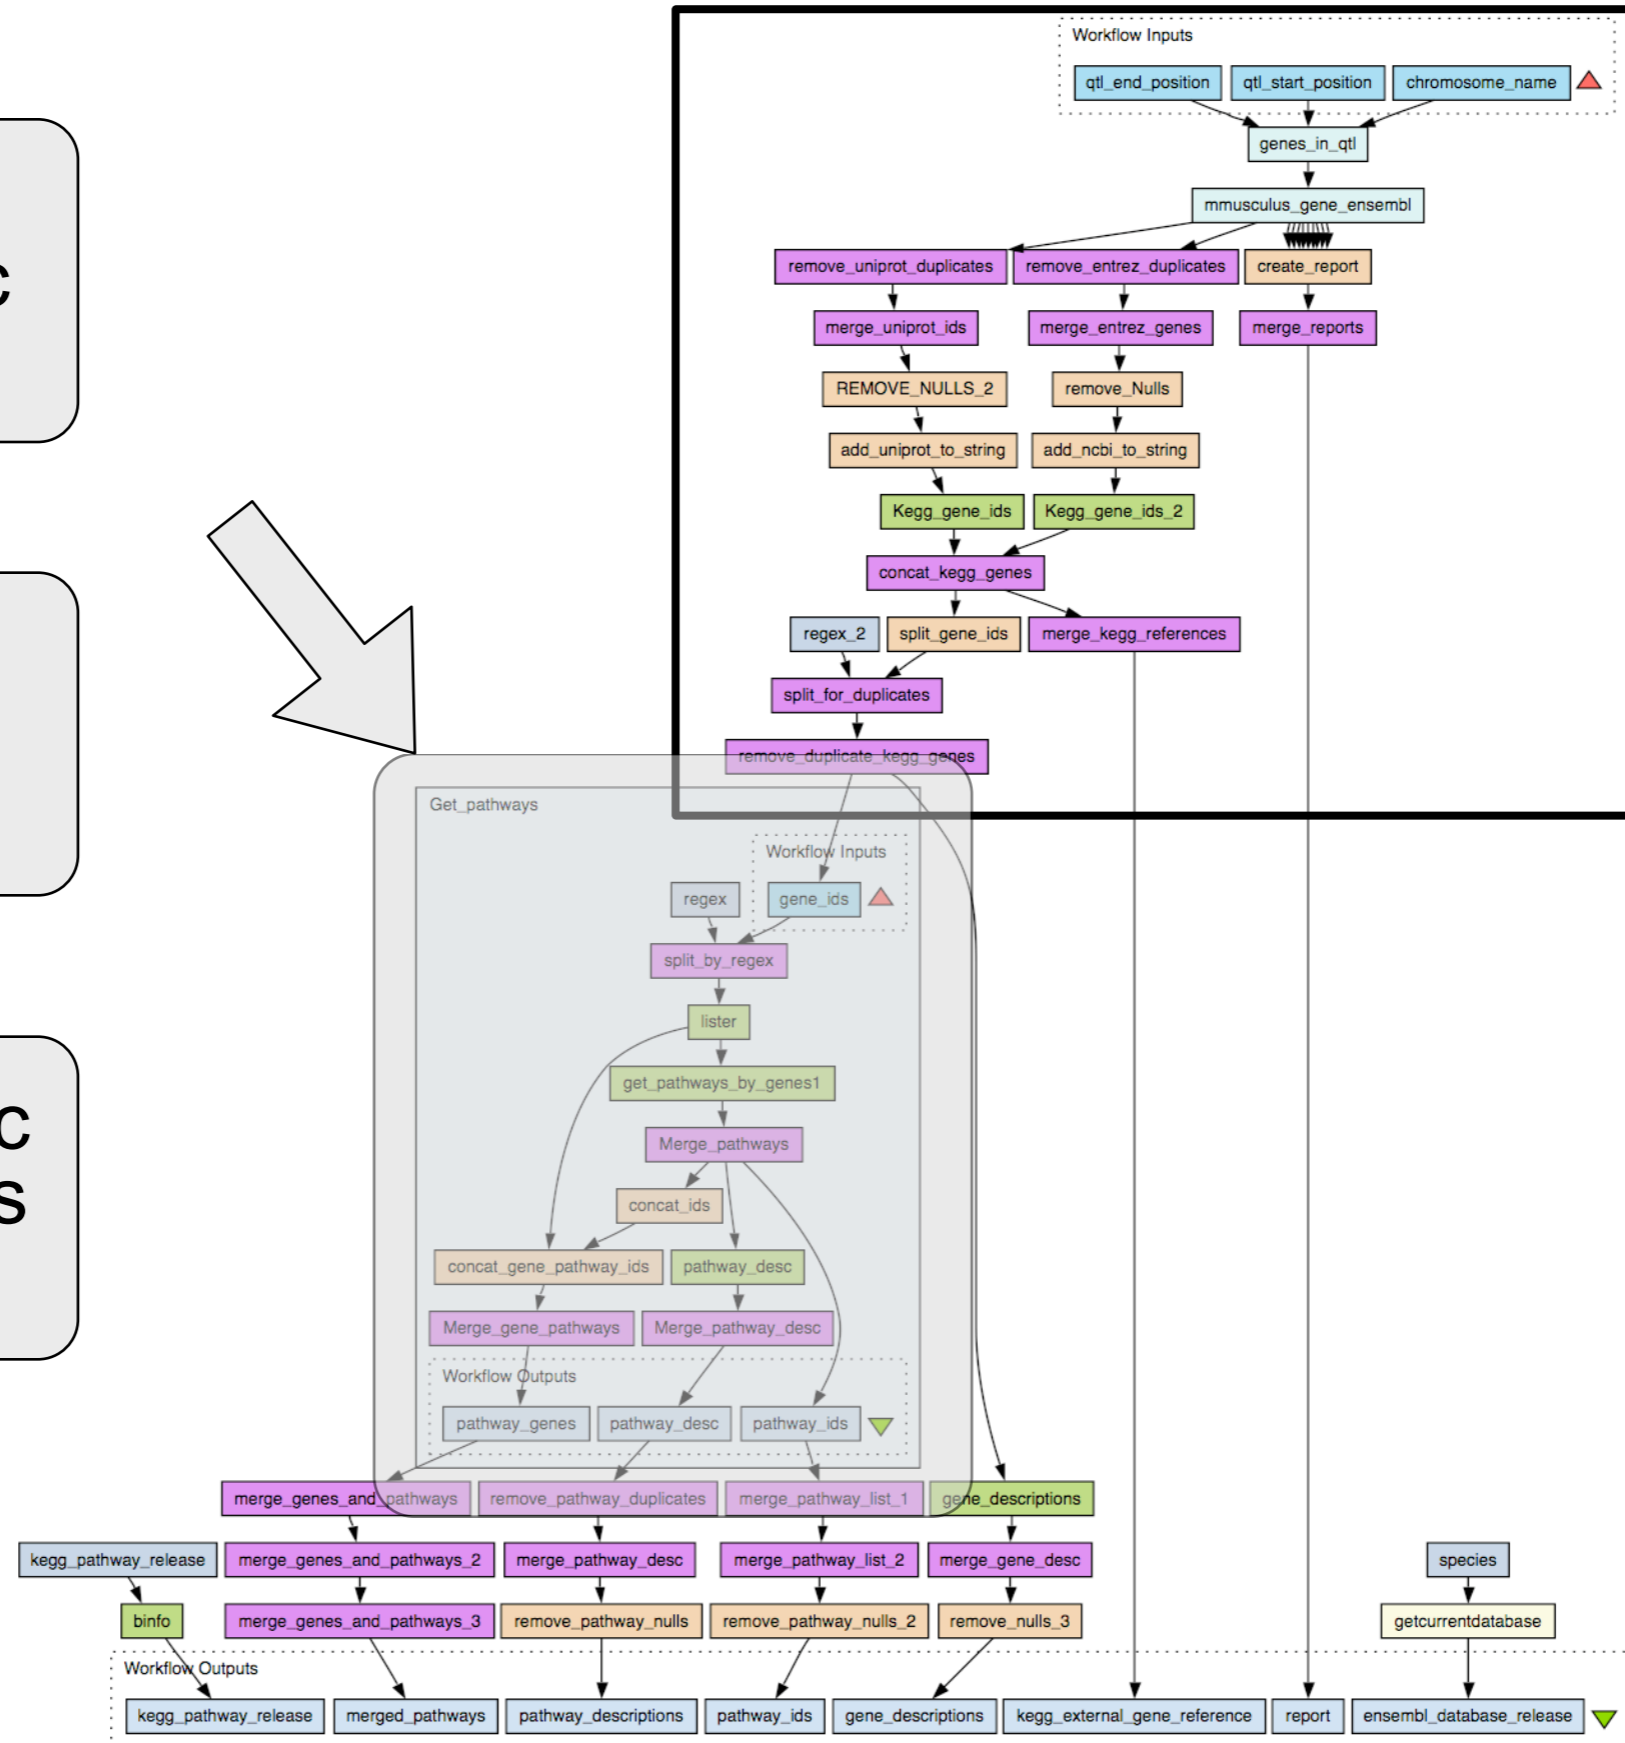 Workflow Inputs
qtl_end_position qtl_start_position chromosome_name
genes_in_qtl
mmusculus_gene_ensembl
remove_uniprot_duplicates remove_entrez_duplicates create_report
merge_uniprot_ids merge_entrez_genes merge_reports
REMOVE_NULLS_2 remove_Nulls
add_uniprot_to_string add_ncbi_to_string
Kegg_gene_ids Kegg_gene_ids_2
concat_kegg_genes
regex_2 split_gene_ids merge_kegg_references
split_for_duplicates
remove_duplicate_kegg_genes
Get_pathways
Workflow Inputs
regex gene_ids
split_by_regex
lister
get_pathways_by_genes1
Merge_pathways
concat_ids
concat_gene_pathway_ids pathway_desc
Merge_gene_pathways Merge_pathway_desc
Workflow Outputs
pathway_genes pathway_desc pathway_ids
merge_genes_and_pathways remove_pathway_duplicates merge_pathway_list_1 gene_descriptions
kegg_pathway_release merge_genes_and_pathways_2 merge_pathway_desc merge_pathway_list_2 merge_gene_desc species
binfo merge_genes_and_pathways_3 remove_pathway_nulls remove_pathway_nulls_2 remove_nulls_3 getcurrentdatabase
Workflow Outputs
kegg_pathway_release merged_pathways pathway_descriptions pathway_ids gene_descriptions kegg_external_gene_reference report ensembl_database_release